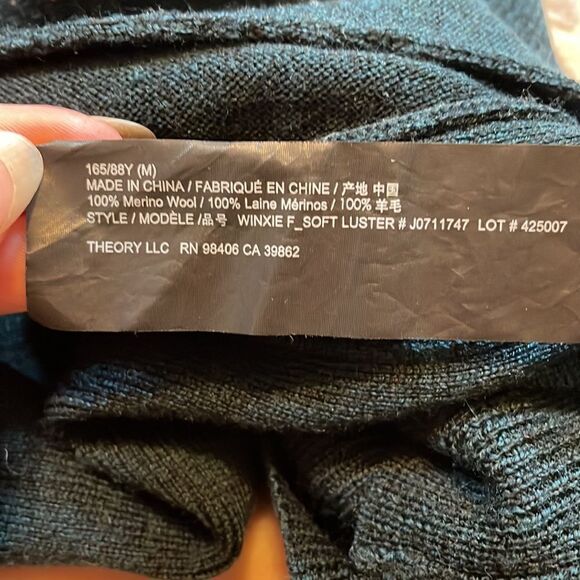 165/88Y (M)
MADE IN CHINA / FABRIQUÉ EN CHINE / 产地 中国
100% Merino Wool / 100% Laine Mérinos / 100% 羊毛
STYLE / MODÈLE /品号 WINXIE F_SOFT LUSTER # J0711747 LOT # 425007
THEORY LLC RN 98406 CA 39862